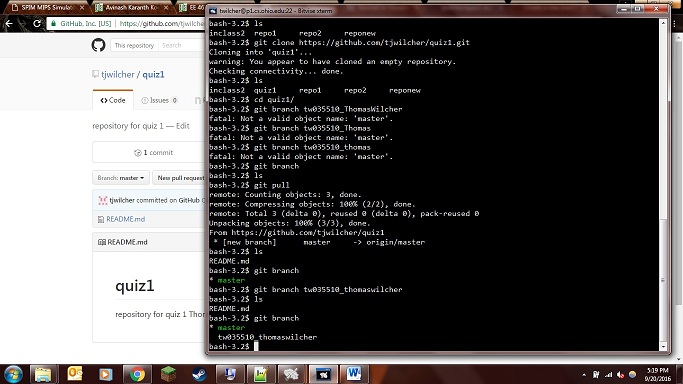 SPIM MIPS Simulat
Avinash Karanth Ko
EE 46
GitHub, Inc. [US]
https://github.com/tjwilcher
This repository
Search
tjwilcher / quiz1
Code
Issues 0
repository for quiz 1 — Edit
1 commit
Branch: master
New pull request
tjwilcher committed on GitHub
README.md
README.md
quiz1
repository for quiz 1 Thom
twilcher@p1.cs.ohio.edu:22 - Bitvise xterm
bash-3.2$ ls
inclass2 repo1 repo2 reponew
bash-3.2$ git clone https://github.com/tjwilcher/quiz1.git
Cloning into 'quiz1'...
warning: You appear to have cloned an empty repository.
Checking connectivity... done.
bash-3.2$ ls
inclass2 quiz1 repo1 repo2 reponew
bash-3.2$ cd quiz1/
bash-3.2$ git branch tw035510_ThomasWilcher
fatal: Not a valid object name: 'master'.
bash-3.2$ git branch tw035510_Thomas
fatal: Not a valid object name: 'master'.
bash-3.2$ git branch tw035510_thomas
fatal: Not a valid object name: 'master'.
bash-3.2$ git branch
bash-3.2$ ls
bash-3.2$ git pull
remote: Counting objects: 3, done.
remote: Compressing objects: 100% (2/2), done.
remote: Total 3 (delta 0), reused 0 (delta 0), pack-reused 0
Unpacking objects: 100% (3/3), done.
From https://github.com/tjwilcher/quiz1
* [new branch] master -> origin/master
bash-3.2$ ls
README.md
bash-3.2$ git branch
* master
bash-3.2$ git branch tw035510_thomaswilcher
bash-3.2$ ls
README.md
bash-3.2$ git branch
* master
tw035510_thomaswilcher
bash-3.2$
5:19 PM
9/20/2016